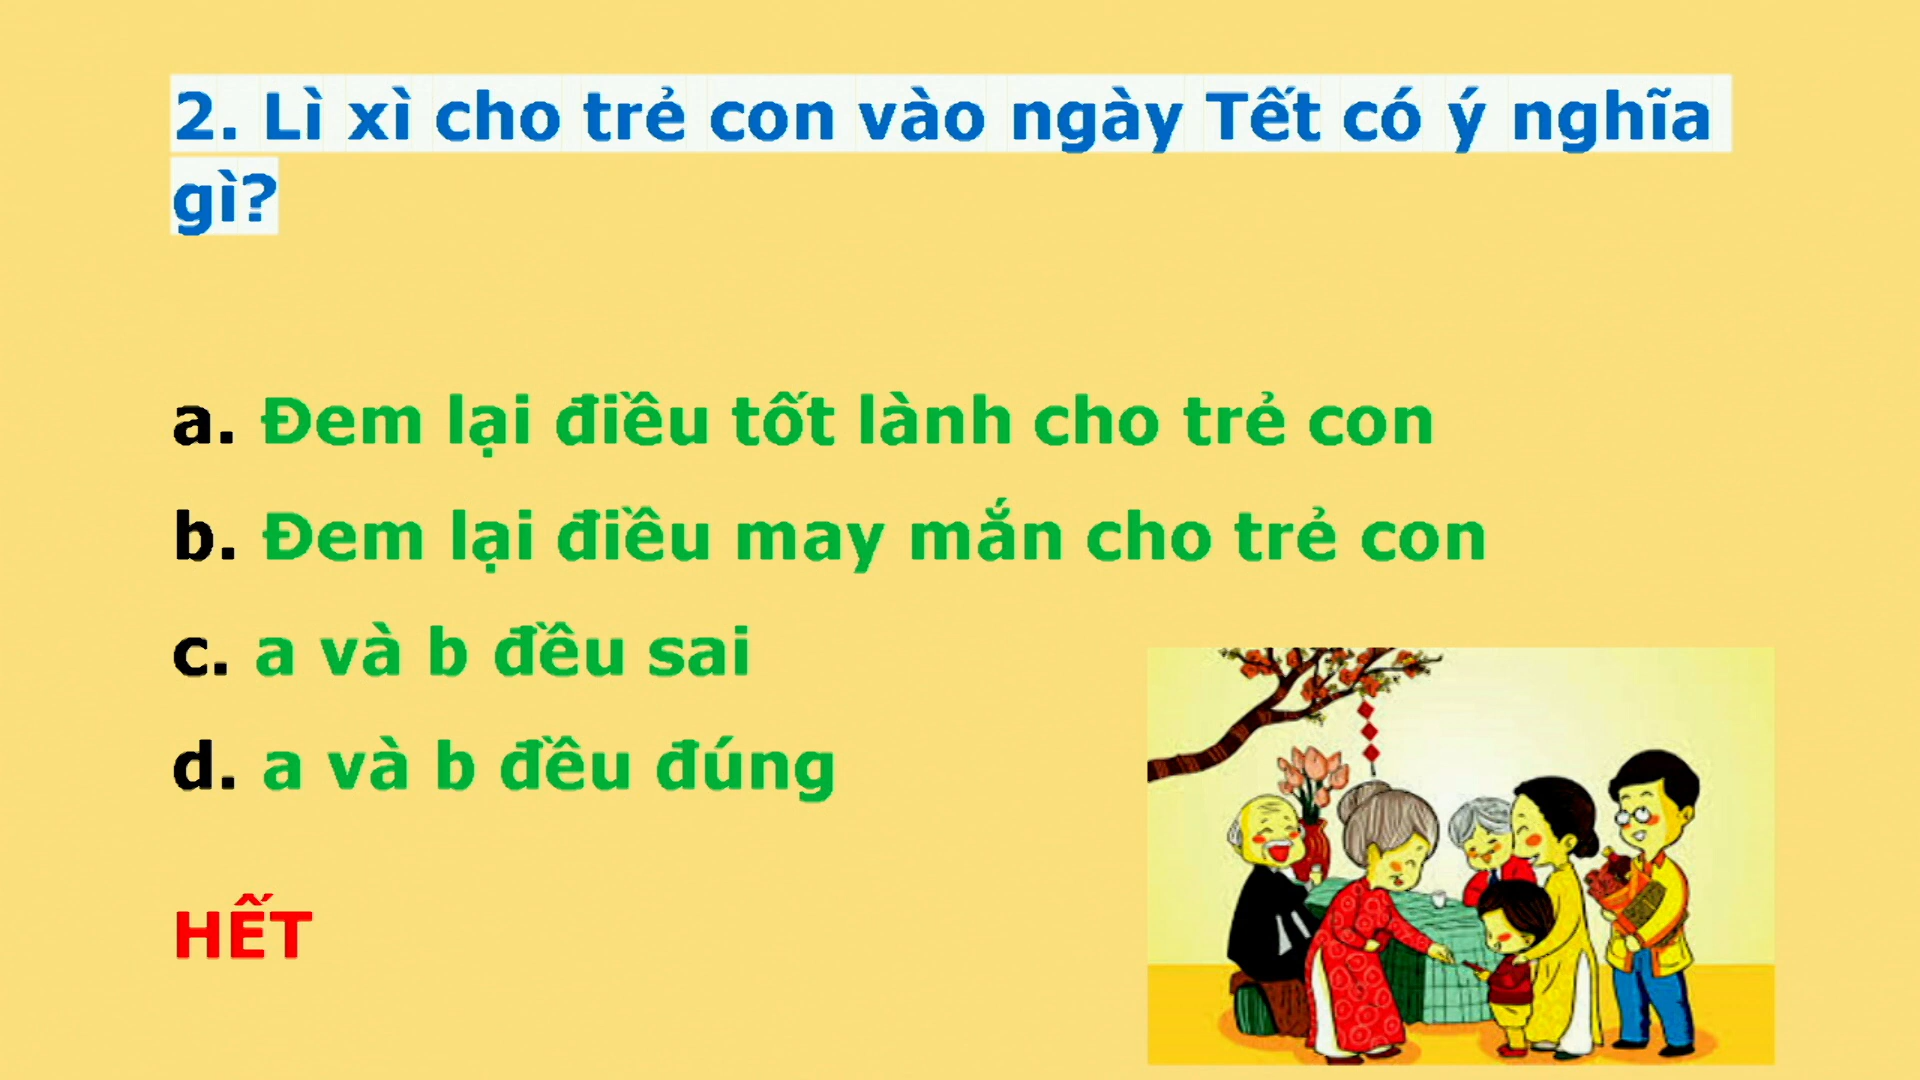 2. Lì xì cho trẻ con vào ngày Tết có ý nghĩa
gì?
a. Đem lại điều tốt lành cho trẻ con
b. Đem lại điều may mắn cho trẻ con
c. a và b đều sai
d. a và b đều đúng
HẾT